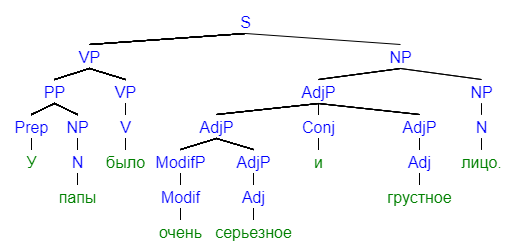 S
VP NP
PP VP AdjP NP
Prep NP V AdjP Conj AdjP N
У N было ModifP AdjP и Adj лицо.
папы Modif Adj грустное
очень серьезное